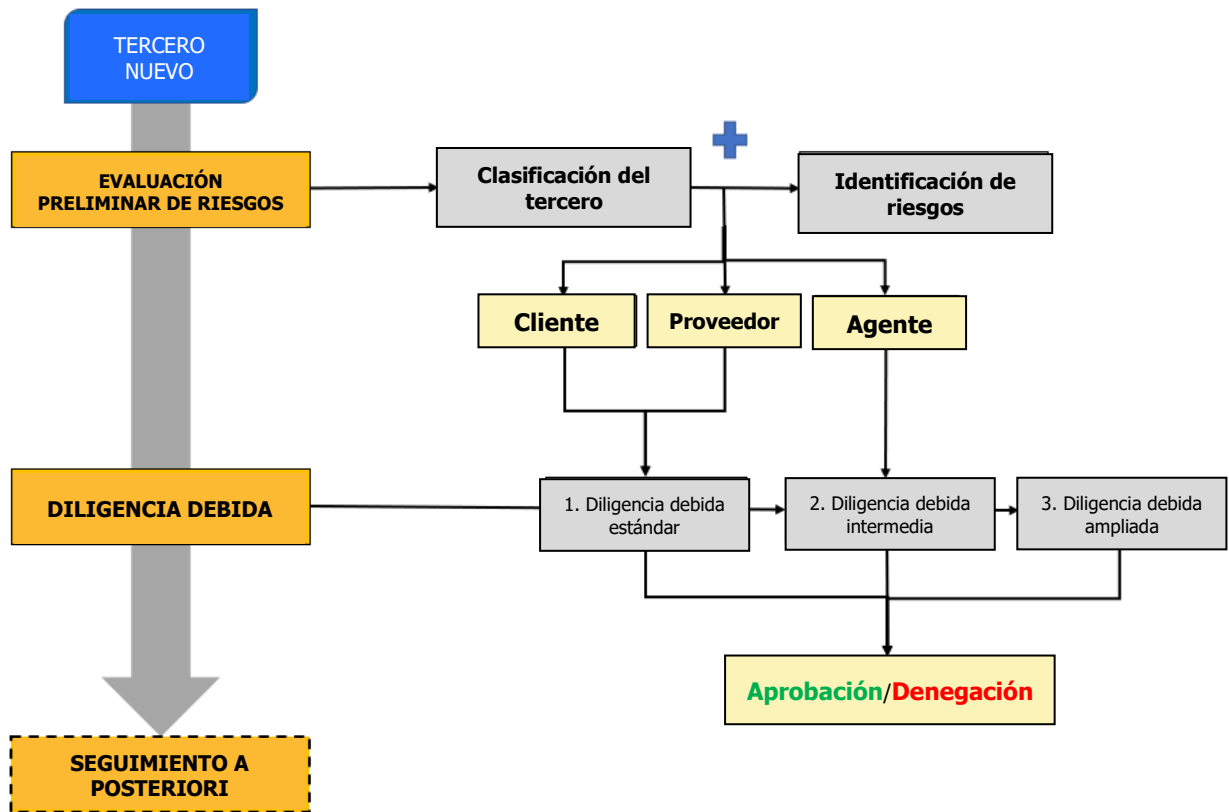 TERCERO
NUEVO
EVALUACIÓN
PRELIMINAR DE RIESGOS
Clasificación del
tercero
Identificación de
riesgos
Cliente
Proveedor
Agente
DILIGENCIA DEBIDA
1. Diligencia debida
estándar
2. Diligencia debida
intermedia
3. Diligencia debida
ampliada
Aprobación/Denegación
SEGUIMIENTO A
POSTERIORI